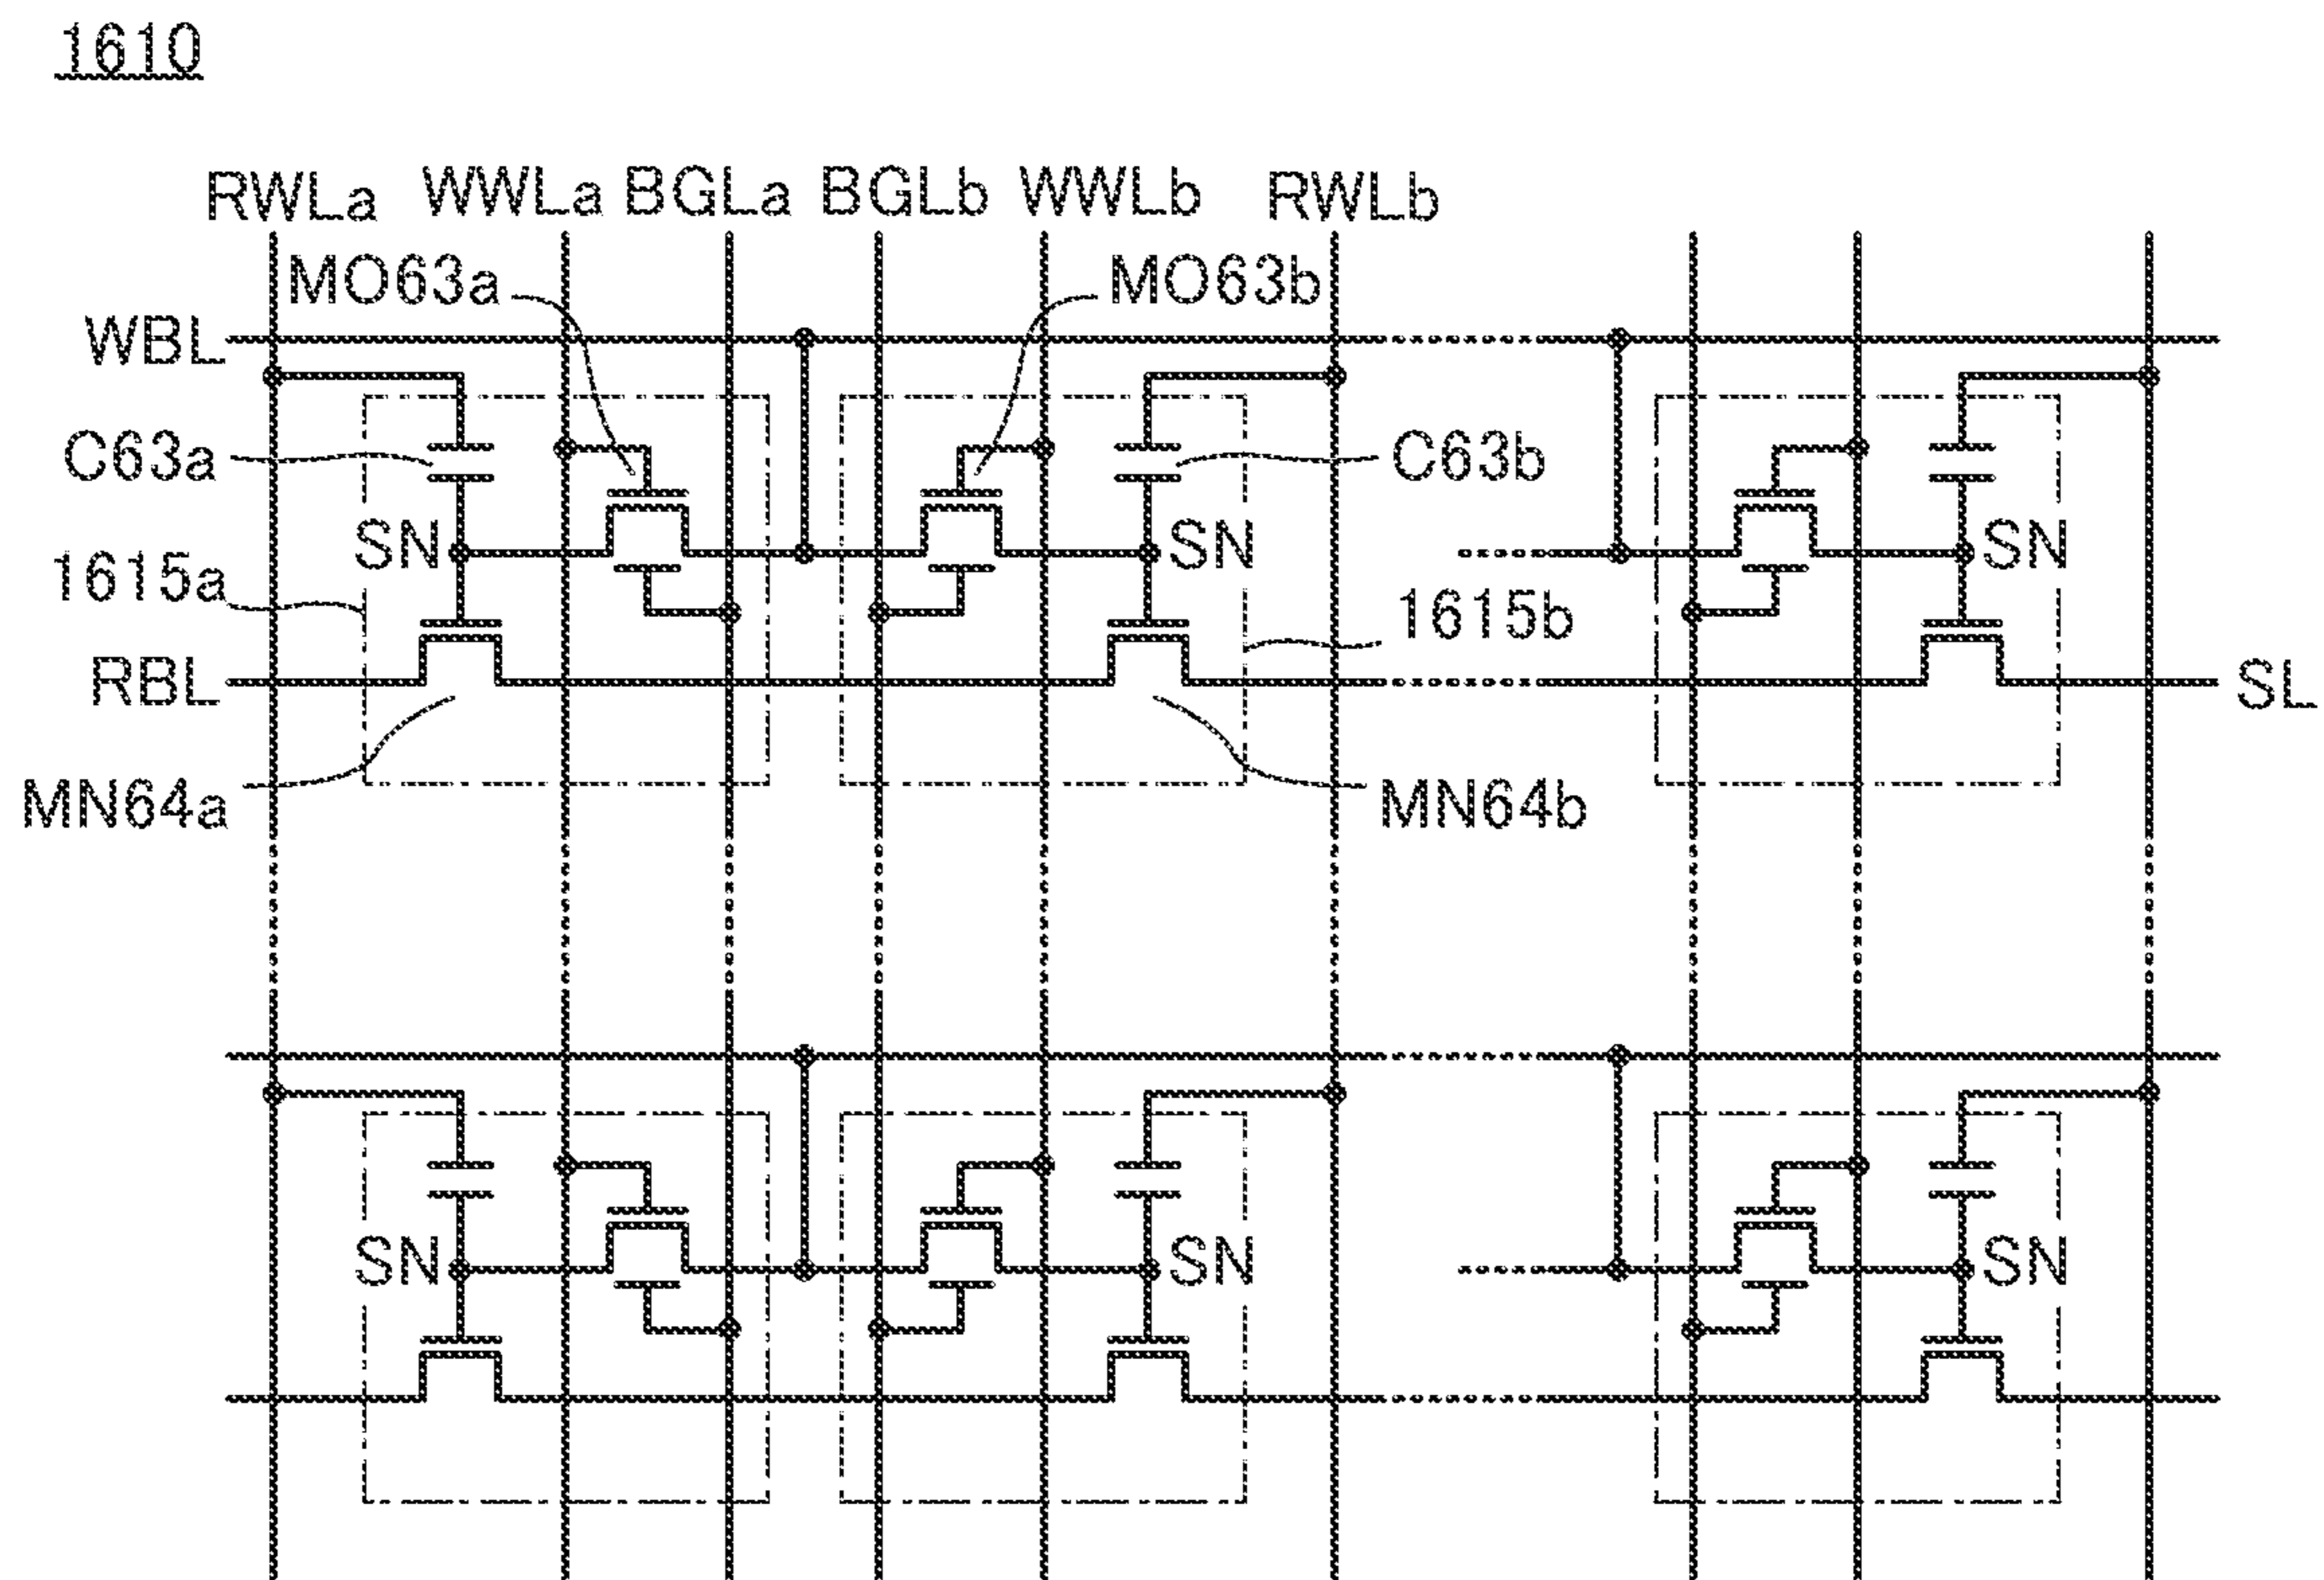 1610
RWLa WWLa BGLa BGLb WWLb RWLb
MO63a MO63b
WBL
C63a C63b
SN SN SN
1615a 1615b
RBL SL
MN64a MN64b
SN SN SN